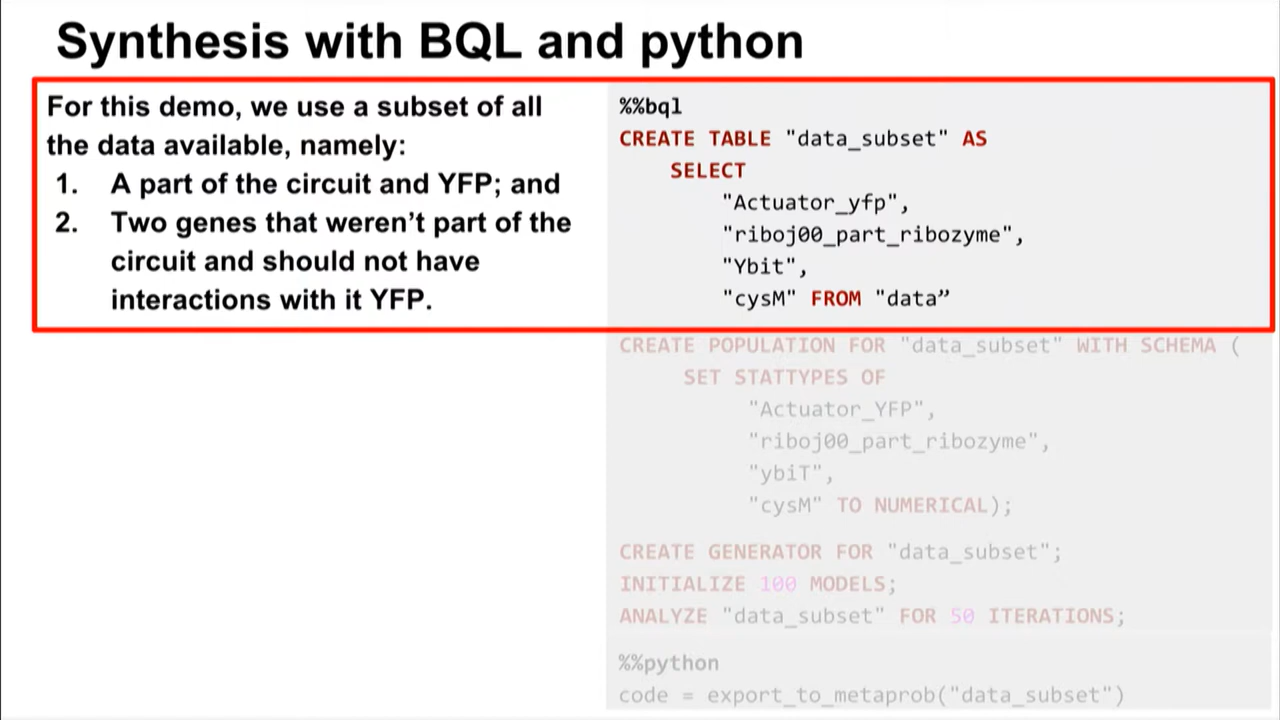 Synthesis with BQL and python
For this demo, we use a subset of all
the data available, namely:
1. A part of the circuit and YFP; and
2. Two genes that weren’t part of the
circuit and should not have
interactions with it YFP.
%%bql
CREATE TABLE "data_subset" AS
SELECT
"Actuator_yfp",
"riboj00_part_ribozyme",
"Ybit",
"cysM" FROM "data”
CREATE POPULATION FOR "data_subset" WITH SCHEMA (
SET STATTYPES OF
"Actuator_YFP",
"riboj00_part_ribozyme",
"ybiT",
"cysM" TO NUMERICAL);
CREATE GENERATOR FOR "data_subset";
INITIALIZE 100 MODELS;
ANALYZE "data_subset" FOR 50 ITERATIONS;
%%python
code = export_to_metaprob("data_subset")